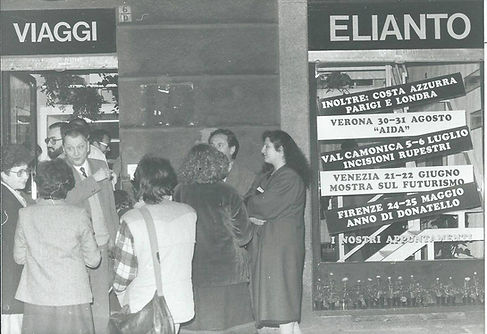 VIAGGI
6
D
ELIANTO
INOLTRE: COSTA AZZURRA
PARIGI E LONDRA
VERONA 30-31 AGOSTO
"AIDA"
VAL CAMONICA 5-6 LUGLIO
INCISIONI RUPESTRI
VENEZIA 21-22 GIUGNO
MOSTRA SUL FUTURISMO
FIRENZE 24-25 MAGGIO
ANNO DI DONATELLO
I NOSTRI APPUNTAMENTI